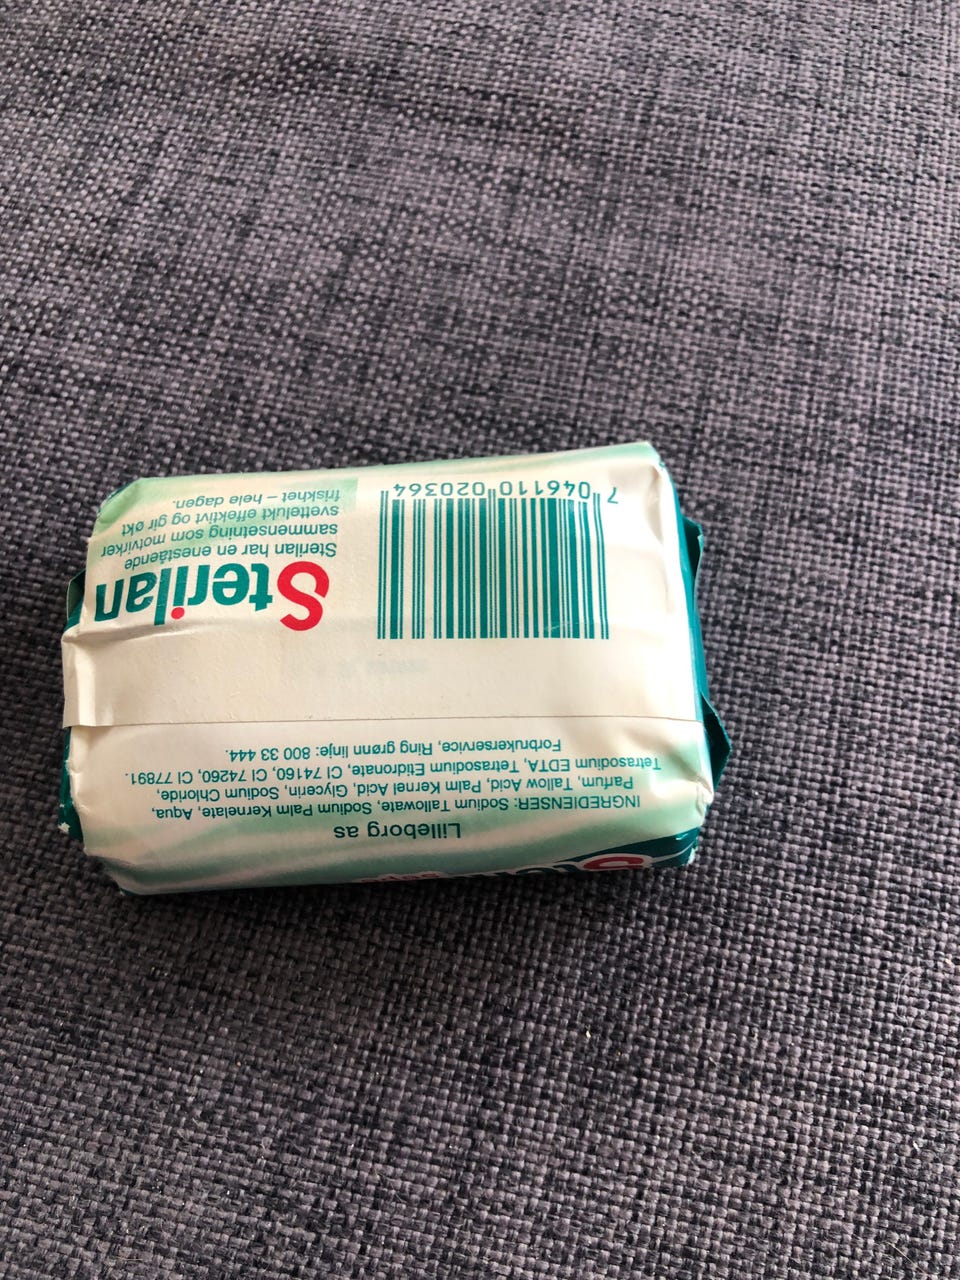 Lilleborg as
INGREDIENSER: Sodium Tallowate, Sodium Palm Kernelate, Aqua,
Parfum, Tallow Acid, Palm Kernel Acid, Glycerin, Sodium Chloride,
Tetrasodium EDTA, Tetrasodium Etidronate, CI 74160, CI 74260, CI 77891.
Forbrukerservice, Ring grønn linje: 800 33 444.
Sterilan
Sterilan har en enestående
sammensetning som motvirker
svettelukt effektivt og gir økt
friskhet – hele dagen.
7 046110 020364